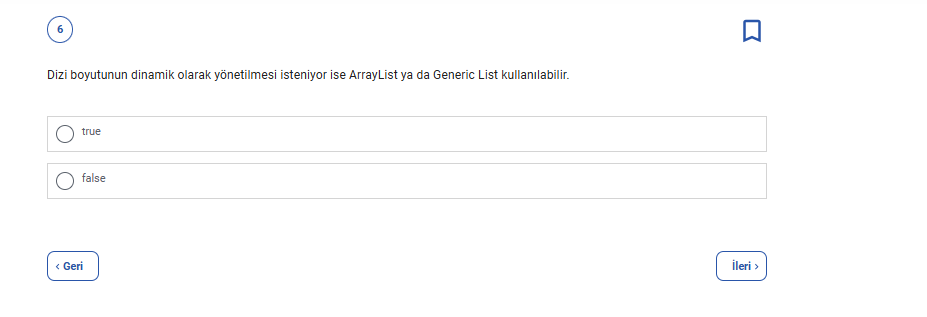 6
Dizi boyutunun dinamik olarak yönetilmesi isteniyor ise ArrayList ya da Generic List kullanılabilir.
true
false
‹ Geri
İleri ›